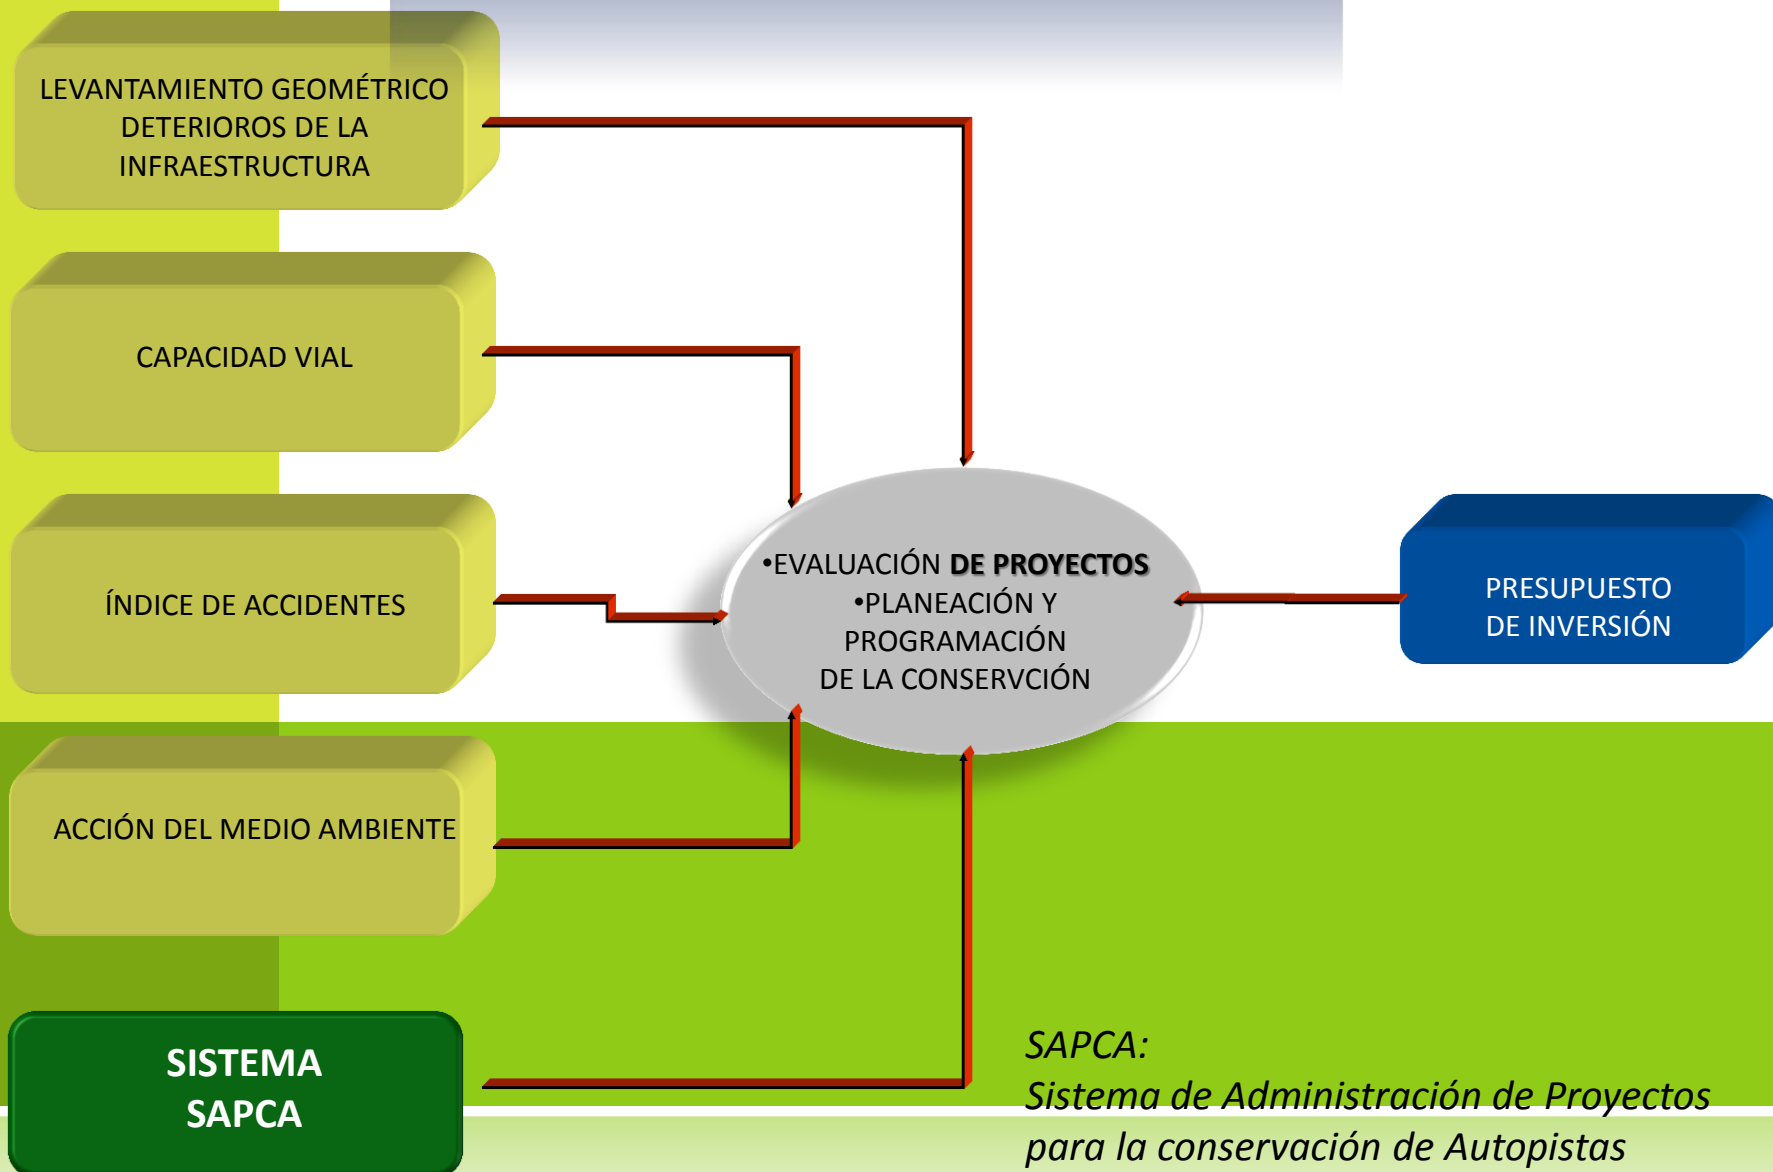 LEVANTAMIENTO GEOMÉTRICO
DETERIOROS DE LA
INFRAESTRUCTURA
CAPACIDAD VIAL
ÍNDICE DE ACCIDENTES
ACCIÓN DEL MEDIO AMBIENTE
SISTEMA
SAPCA
•EVALUACIÓN DE PROYECTOS
•PLANEACIÓN Y
PROGRAMACIÓN
DE LA CONSERVCIÓN
PRESUPUESTO
DE INVERSIÓN
SAPCA:
Sistema de Administración de Proyectos
para la conservación de Autopistas